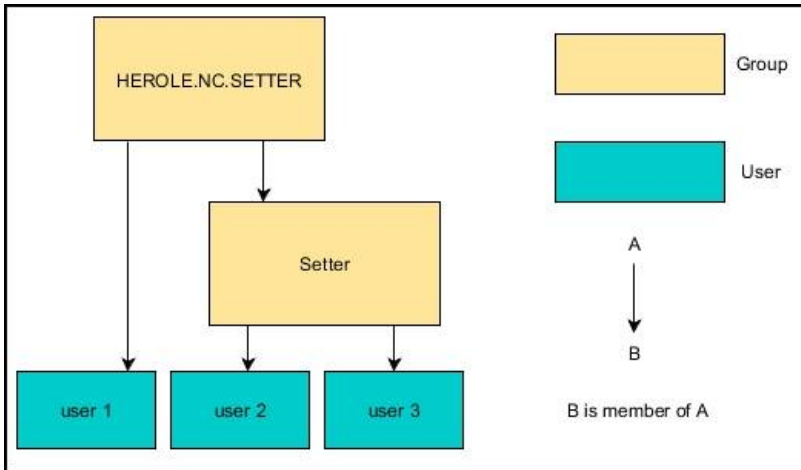 HEROLE.NC.SETTER
Group
User
A
Setter
B
user 1
user 2
user 3
B is member of A